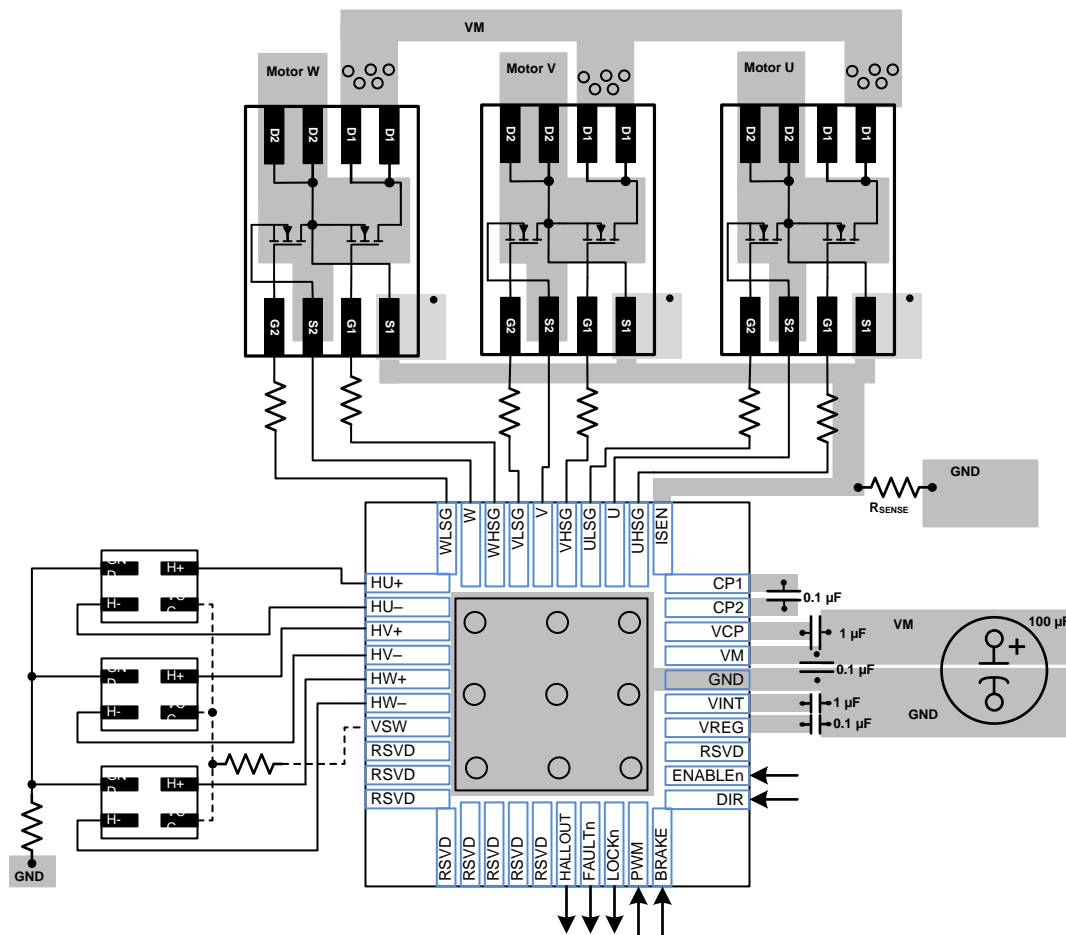 VM
Motor W
Motor V
Motor U
D2 D2 D1 D1
D2 D2 D1 D1
D2 D2 D1 D1
G2 S2 G1 S1
G2 S2 G1 S1
G2 S2 G1 S1
GND
RSENSE
WLSG
W
WHSG
VLSG
V
VHSG
ULSG
U
UHSG
ISEN
H+
H-
H+
H-
H+
H-
GND
HU+
HU–
HV+
HV–
HW+
HW–
VSW
RSVD
RSVD
RSVD
CP1
CP2
VCP
VM
GND
VINT
VREG
RSVD
ENABLEn
DIR
0.1 µF
1 µF
VM
100 µF
0.1 µF
1 µF
GND
0.1 µF
RSVD
RSVD
RSVD
RSVD
RSVD
HALLOUT
FAULTn
LOCKn
PWM
BRAKE